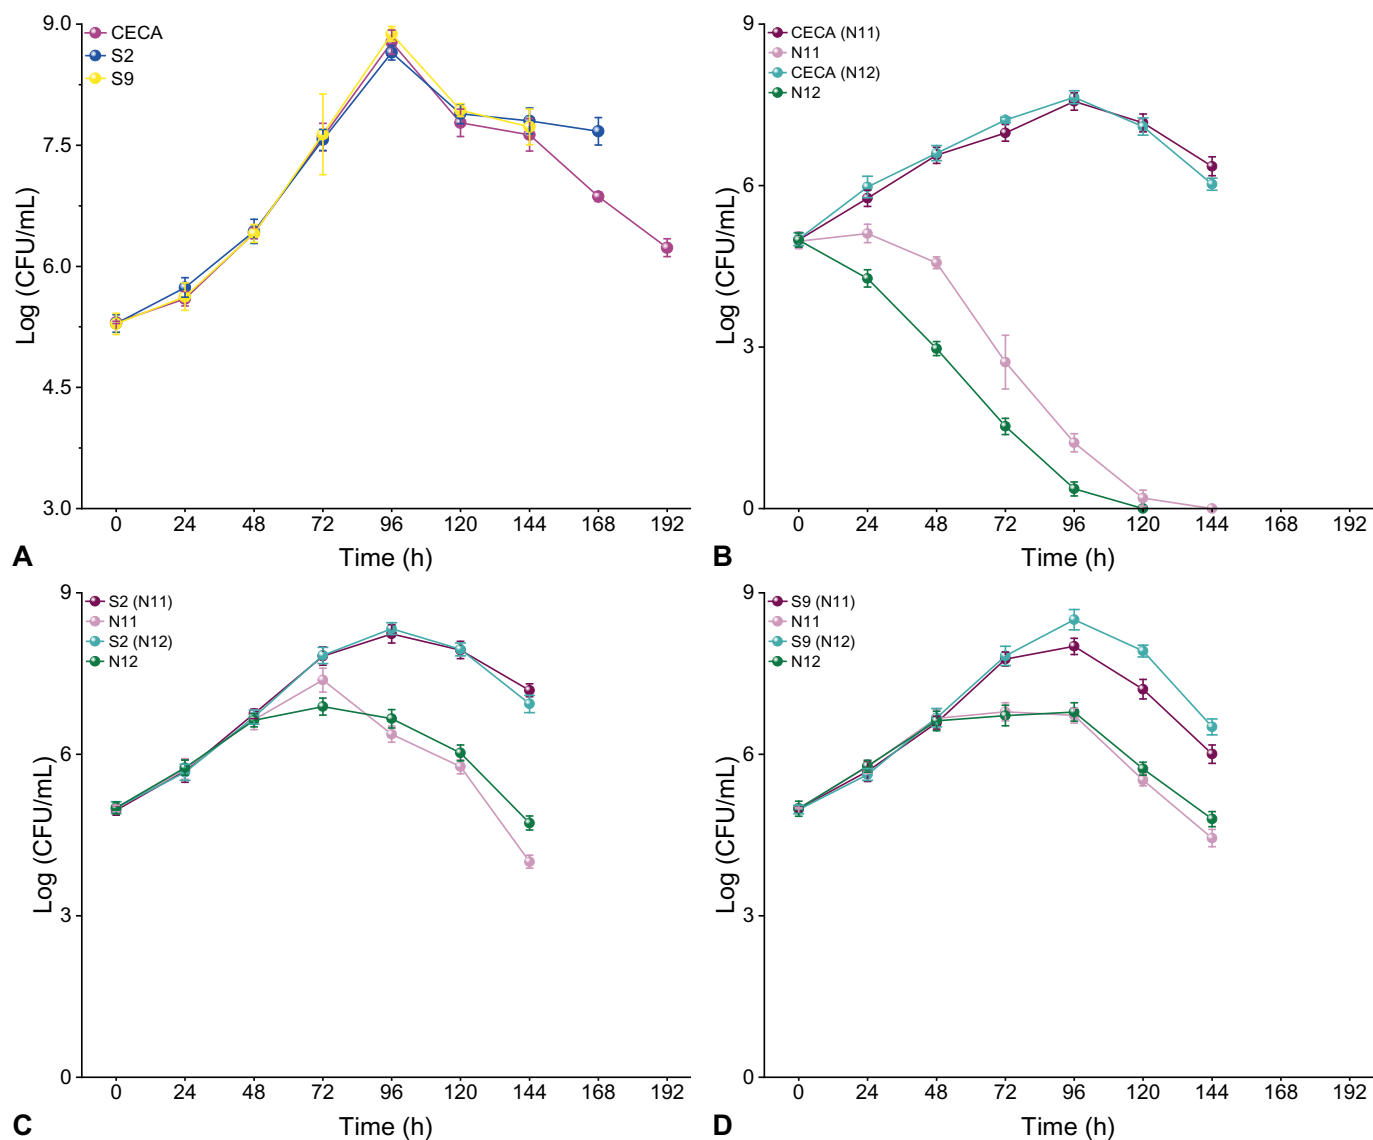 CECA
S2
S9
9.0
7.5
6.0
4.5
3.0
Log (CFU/mL)
0 24 48 72 96 120 144 168 192
Time (h)
A
CECA (N11)
N11
CECA (N12)
N12
9
6
3
0
Log (CFU/mL)
0 24 48 72 96 120 144 168 192
Time (h)
B
S2 (N11)
N11
S2 (N12)
N12
9
6
3
0
Log (CFU/mL)
0 24 48 72 96 120 144 168 192
Time (h)
C
S9 (N11)
N11
S9 (N12)
N12
9
6
3
0
Log (CFU/mL)
0 24 48 72 96 120 144 168 192
Time (h)
D